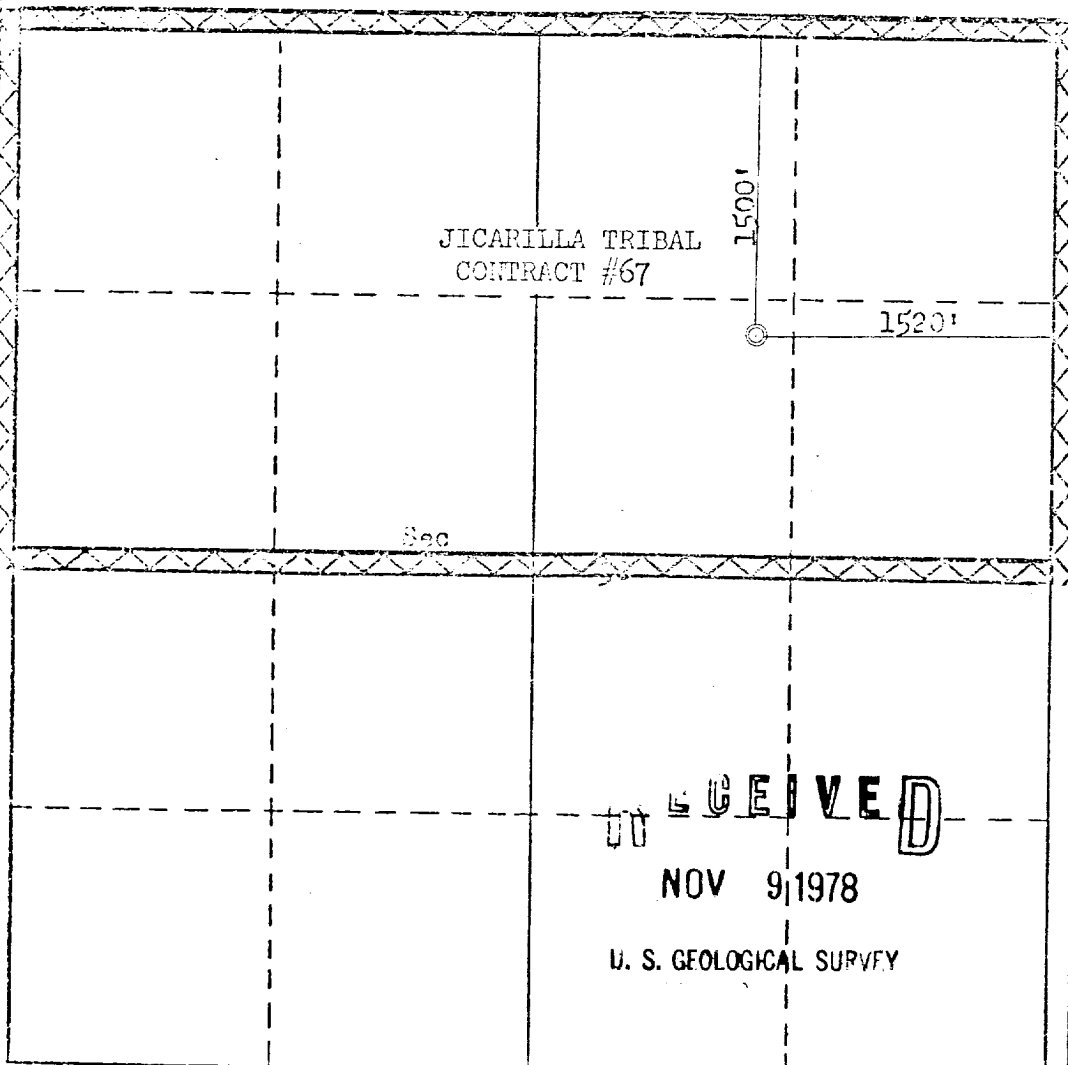 JICARILLA TRIBAL
CONTRACT #67
1500'
1520'
Sec
RECEIVED
NOV 9 1978
U. S. GEOLOGICAL SURVEY